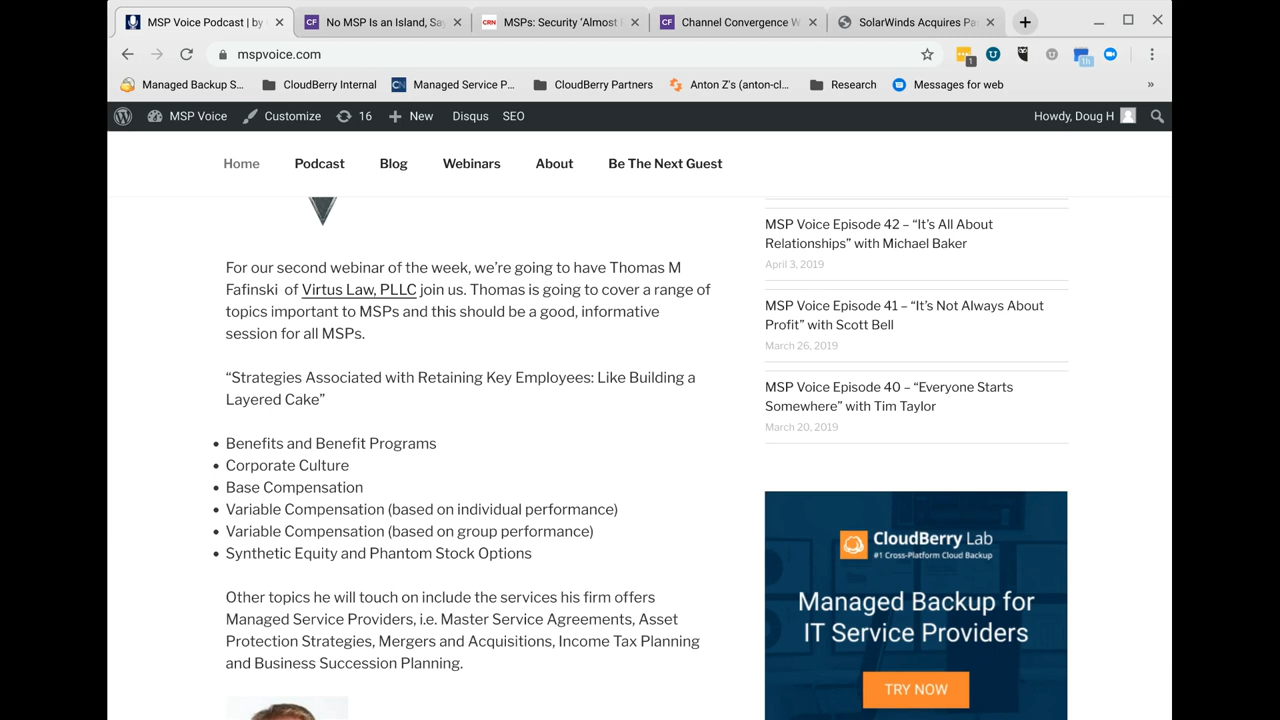 MSP Voice Podcast | by
No MSP Is an Island, Say
CRN
MSPs: Security 'Almost
Channel Convergence W
SolarWinds Acquires Pa
mspvoice.com
Managed Backup S...
CloudBerry Internal
Managed Service P...
CloudBerry Partners
Anton Z's (anton-cl...
Research
Messages for web
MSP Voice
Customize
16
New
Disqus
SEO
Howdy, Doug H
Home
Podcast
Blog
Webinars
About
Be The Next Guest
For our second webinar of the week, we're going to have Thomas M
Fafinski of Virtus Law, PLLC join us. Thomas is going to cover a range of
topics important to MSPs and this should be a good, informative
session for all MSPs.
“Strategies Associated with Retaining Key Employees: Like Building a
Layered Cake”
• Benefits and Benefit Programs
• Corporate Culture
• Base Compensation
• Variable Compensation (based on individual performance)
• Variable Compensation (based on group performance)
• Synthetic Equity and Phantom Stock Options
Other topics he will touch on include the services his firm offers
Managed Service Providers, i.e. Master Service Agreements, Asset
Protection Strategies, Mergers and Acquisitions, Income Tax Planning
and Business Succession Planning.
MSP Voice Episode 42 – “It's All About
Relationships” with Michael Baker
April 3, 2019
MSP Voice Episode 41 – “It's Not Always About
Profit” with Scott Bell
March 26, 2019
MSP Voice Episode 40 – “Everyone Starts
Somewhere” with Tim Taylor
March 20, 2019
CloudBerry Lab
#1 Cross-Platform Cloud Backup
Managed Backup for
IT Service Providers
TRY NOW